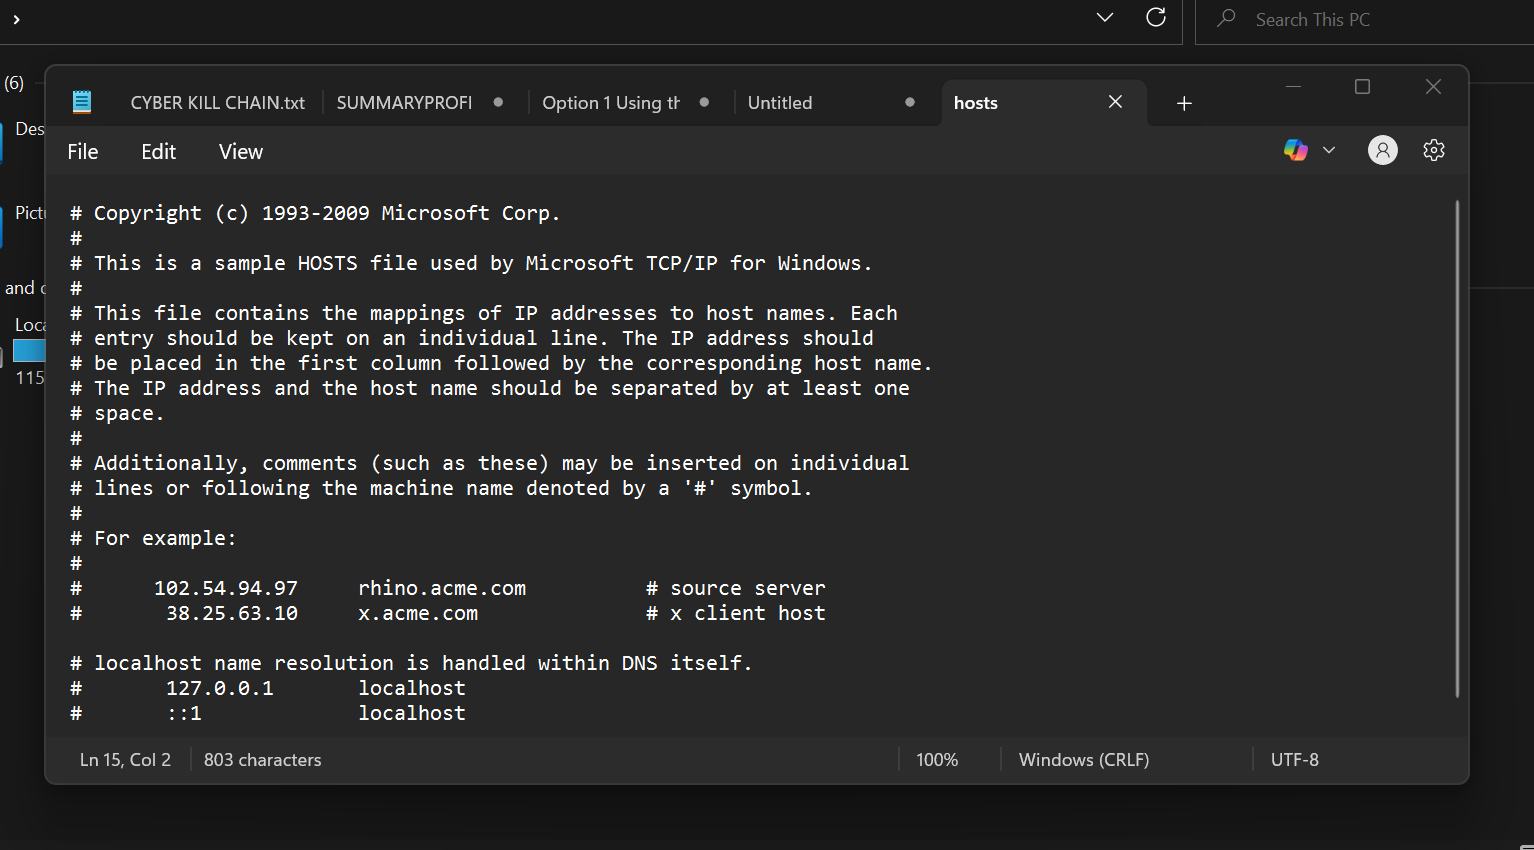 Search This PC
(6)
Des
Pictu
and
Loca
115
CYBER KILL CHAIN.txt
SUMMARYPROFI
Option 1 Using th
Untitled
hosts
File Edit View
# Copyright (c) 1993-2009 Microsoft Corp.
#
# This is a sample HOSTS file used by Microsoft TCP/IP for Windows.
#
# This file contains the mappings of IP addresses to host names. Each
# entry should be kept on an individual line. The IP address should
# be placed in the first column followed by the corresponding host name.
# The IP address and the host name should be separated by at least one
# space.
#
# Additionally, comments (such as these) may be inserted on individual
# lines or following the machine name denoted by a '#' symbol.
#
# For example:
#
#      102.54.94.97     rhino.acme.com          # source server
#       38.25.63.10     x.acme.com              # x client host

# localhost name resolution is handled within DNS itself.
#       127.0.0.1       localhost
#       ::1             localhost
Ln 15, Col 2 803 characters 100% Windows (CRLF) UTF-8